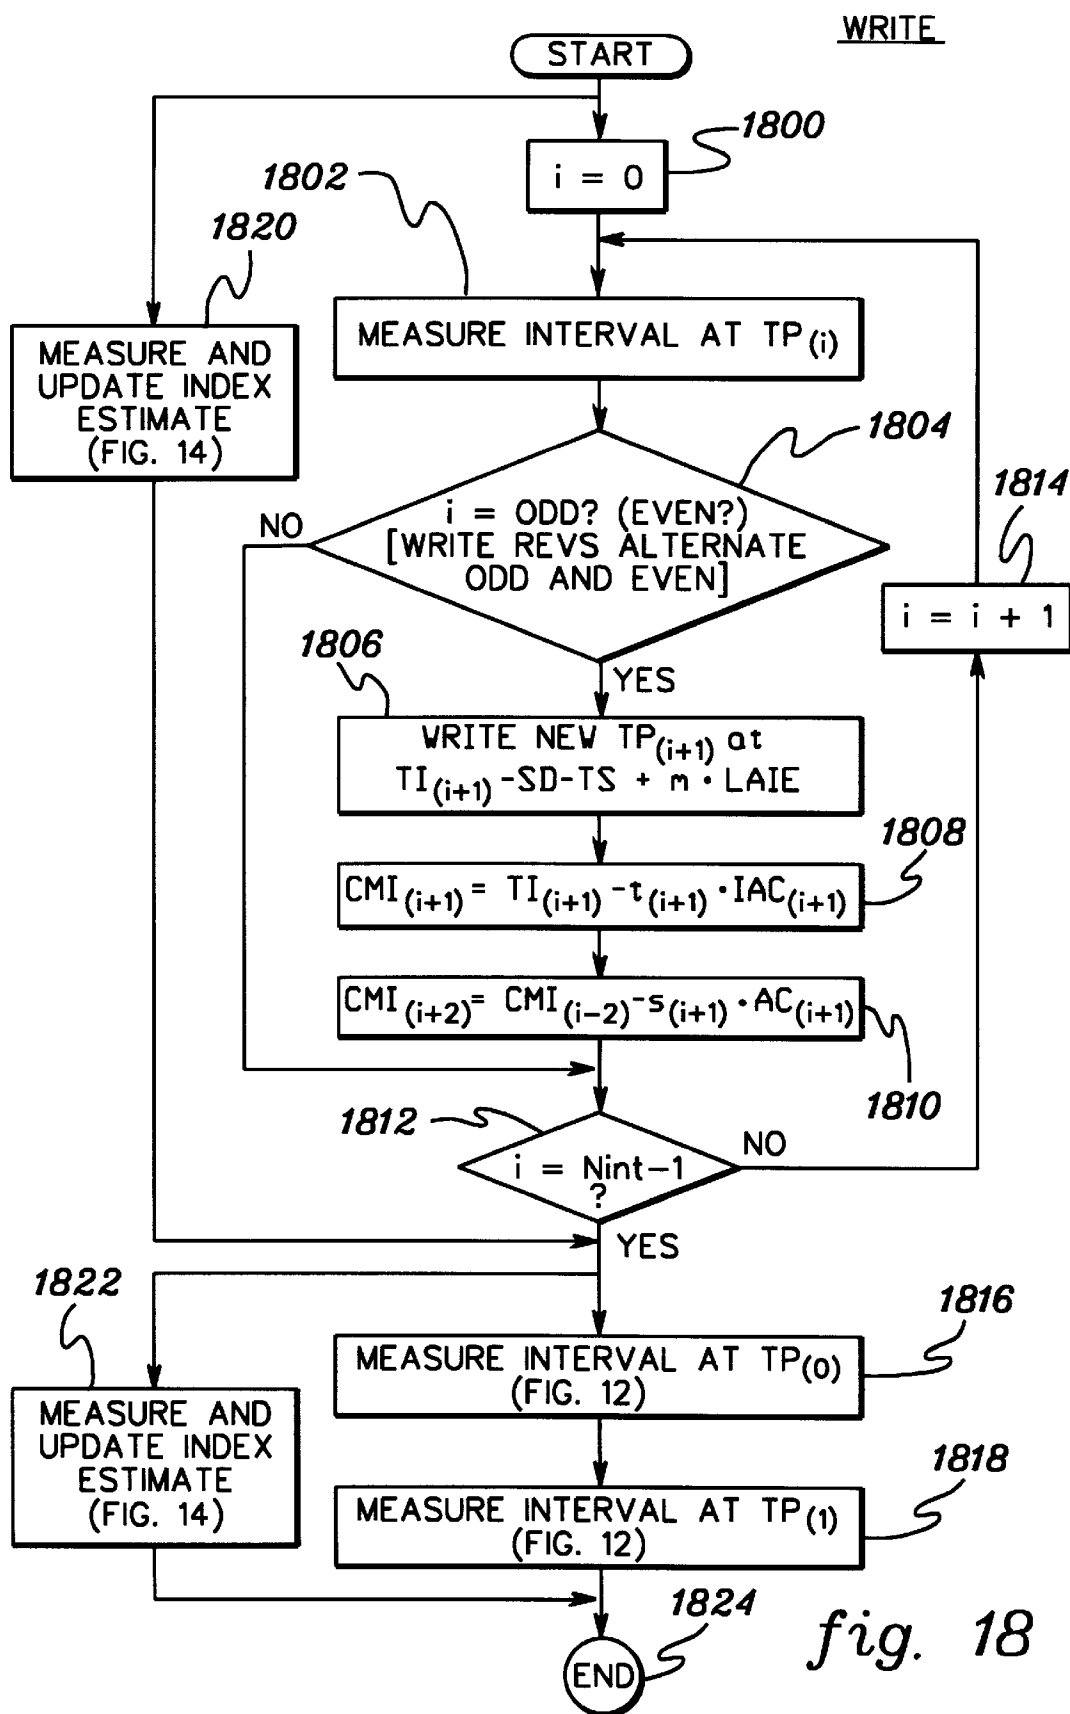 WRITE
START
1800
i = 0
1802
1820
MEASURE INTERVAL AT TP(i)
MEASURE AND
UPDATE INDEX
ESTIMATE
(FIG. 14)
1804
i = ODD? (EVEN?)
[WRITE REVS ALTERNATE
ODD AND EVEN]
NO
1814
i = i + 1
YES
1806
WRITE NEW TP(i+1) at
TI(i+1) -SD-TS + m · LAIE
1808
CMI(i+1) = TI(i+1) -t(i+1) · IAC(i+1)
CMI(i+2) = CMI(i-2) -s(i+1) · AC(i+1)
1810
1812
i = Nint-1
?
NO
YES
1822
1816
MEASURE INTERVAL AT TP(0)
(FIG. 12)
MEASURE AND
UPDATE INDEX
ESTIMATE
(FIG. 14)
1818
MEASURE INTERVAL AT TP(1)
(FIG. 12)
1824
END
fig. 18